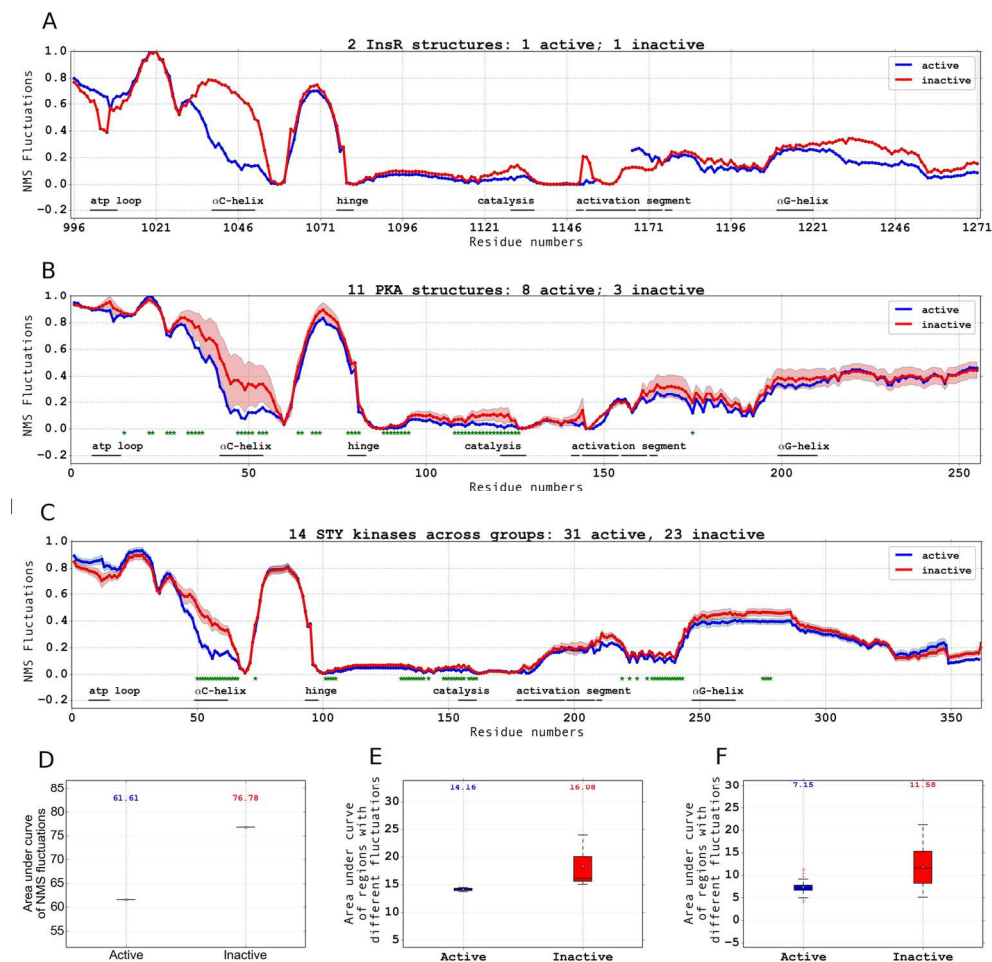 A
2 InsR structures: 1 active; 1 inactive
NMS Fluctuations
1.0
0.8
0.6
0.4
0.2
0.0
−0.2
active
inactive
atp loop
αC-helix
hinge
catalysis
activation segment
αG-helix
996 1021 1046 1071 1096 1121 1146 1171 1196 1221 1246 1271
Residue numbers
B
11 PKA structures: 8 active; 3 inactive
NMS Fluctuations
1.0
0.8
0.6
0.4
0.2
0.0
−0.2
active
inactive
atp loop
αC-helix
hinge
catalysis
activation segment
αG-helix
0 50 100 150 200 250
Residue numbers
C
14 STY kinases across groups: 31 active, 23 inactive
NMS Fluctuations
1.0
0.8
0.6
0.4
0.2
0.0
−0.2
active
inactive
atp loop
αC-helix
hinge
catalysis
activation segment
αG-helix
0 50 100 150 200 250 300 350
Residue numbers
D
Area under curve
of NMS fluctuations
85
80
75
70
65
60
55
61.61
76.78
Active Inactive
E
Area under curve
of regions with
different fluctuations
30
25
20
15
10
5
14.16
16.08
Active Inactive
F
Area under curve
of regions with
different fluctuations
30
25
20
15
10
5
0
−5
7.15
11.58
Active Inactive